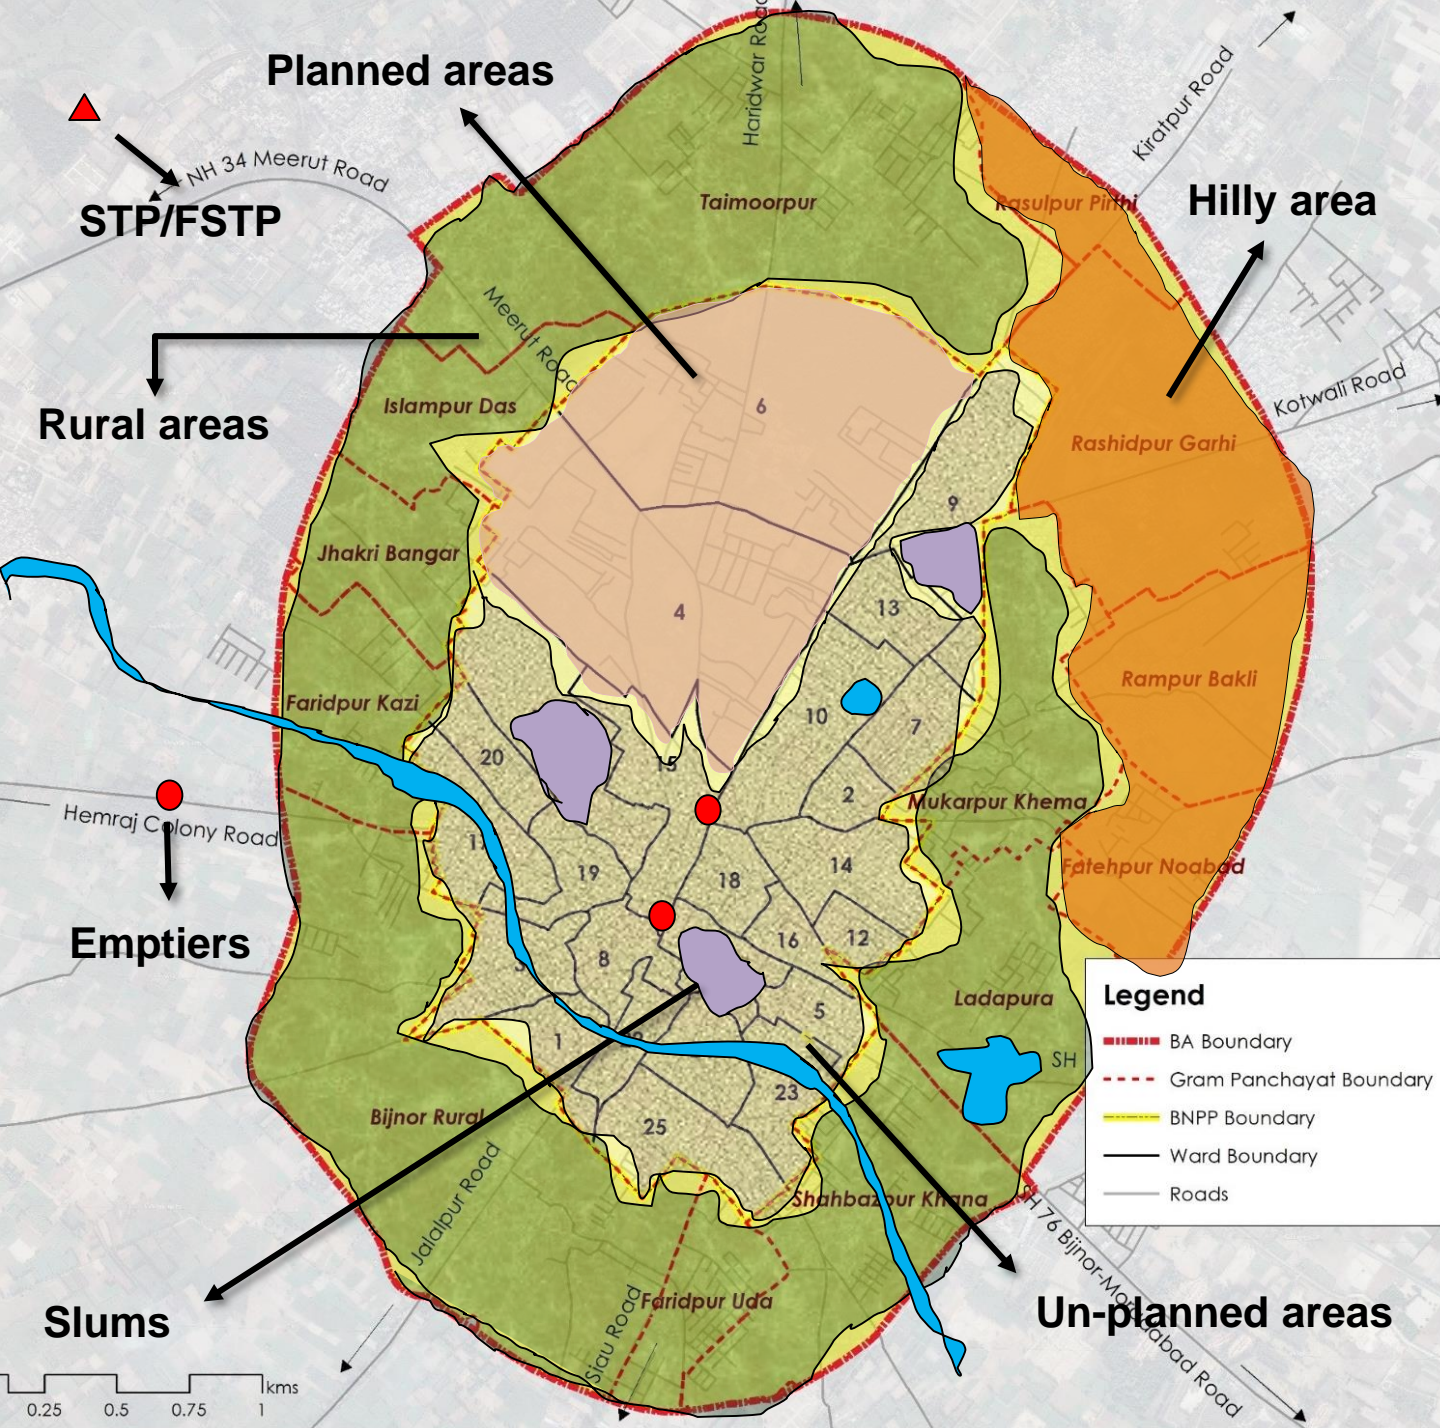 Haridwar Road
Planned areas
Kiratpur Road
NH 34 Meerut Road
STP/FSTP
Taimoorpur
Rasulpur Pirthi
Hilly area
Meerut Road
Rural areas
Islampur Das
6
Kotwali Road
Rashidpur Garhi
9
Jhakri Bangar
4
13
Faridpur Kazi
Rampur Bakli
10
7
20
15
2
Mukarpur Khema
Hemraj Colony Road
14
19
18
Fatehpur Noabad
Emptiers
16
12
8
3
Ladapura
5
1
SH
23
25
Bijnor Rural
Legend
BA Boundary
Gram Panchayat Boundary
BNPP Boundary
Ward Boundary
Roads
Jalalpur Road
Shahbazpur Khana
SH 76 Bijnor-Moradabad Road
Faridpur Uda
Sjau Road
Slums
Un-planned areas
kms
0.25 0.5 0.75 1